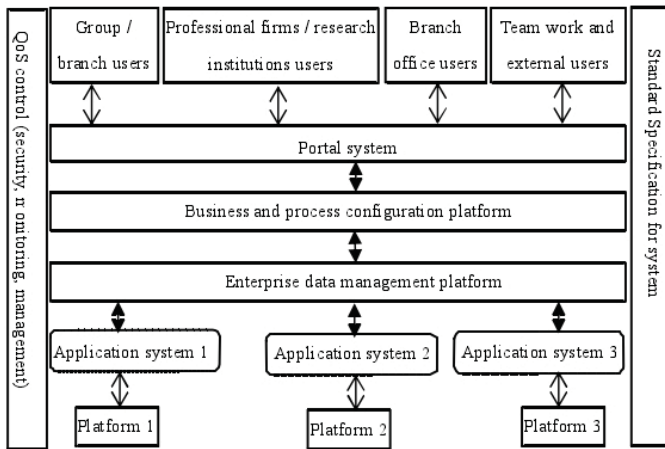 QoS control (security, monitoring, management)
Group /
branch users
Professional firms / research
institutions users
Branch
office users
Team work and
external users
Standard Specification for
system
Portal system
Business and process configuration platform
Enterprise data management platform
Application system 1
Application system 2
Application system 3
Platform 1
Platform 2
Platform 3